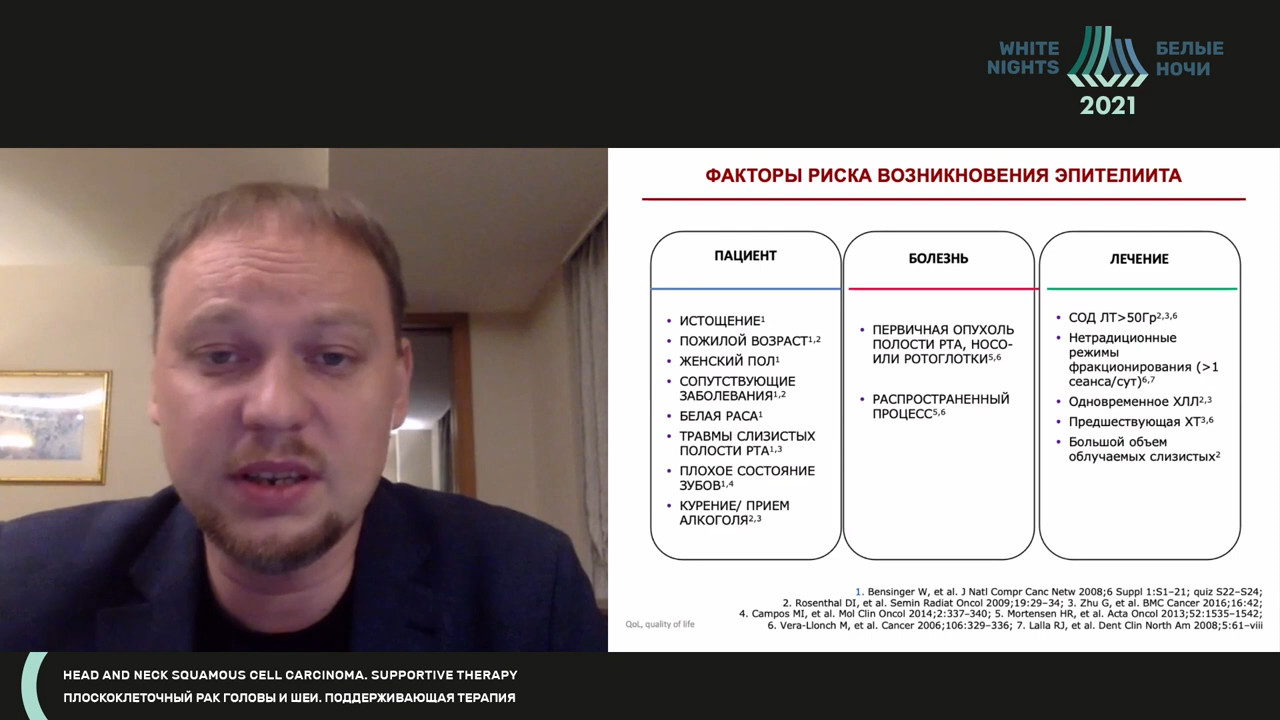 WHITE NIGHTS
БЕЛЫЕ НОЧИ
2021
ФАКТОРЫ РИСКА ВОЗНИКНОВЕНИЯ ЭПИТЕЛИИТА
ПАЦИЕНТ
• ИСТОЩЕНИЕ¹
• ПОЖИЛОЙ ВОЗРАСТ¹,²
• ЖЕНСКИЙ ПОЛ¹
• СОПУТСТВУЮЩИЕ
ЗАБОЛЕВАНИЯ¹,²
• БЕЛАЯ РАСА¹
• ТРАВМЫ СЛИЗИСТЫХ
ПОЛОСТИ РТА¹,³
• ПЛОХОЕ СОСТОЯНИЕ
ЗУБОВ¹,⁴
• КУРЕНИЕ/ ПРИЕМ
АЛКОГОЛЯ²,³
БОЛЕЗНЬ
• ПЕРВИЧНАЯ ОПУХОЛЬ
ПОЛОСТИ РТА, НОСО-
ИЛИ РОТОГЛОТКИ⁵,⁶
• РАСПРОСТРАНЕННЫЙ
ПРОЦЕСС⁵,⁶
ЛЕЧЕНИЕ
• СОД ЛТ>50Гр²,³,⁶
• Нетрадиционные
режимы
фракционирования (>1
сеанса/сут)⁶,⁷
• Одновременное ХЛЛ²,³
• Предшествующая ХТ³,⁶
• Большой объем
облучаемых слизистых²
1. Bensinger W, et al. J Natl Compr Canc Netw 2008;6 Suppl 1:S1–21; quiz S22–S24;
2. Rosenthal DI, et al. Semin Radiat Oncol 2009;19:29–34; 3. Zhu G, et al. BMC Cancer 2016;16:42;
4. Campos MI, et al. Mol Clin Oncol 2014;2:337–340; 5. Mortensen HR, et al. Acta Oncol 2013;52:1535–1542;
6. Vera-Llonch M, et al. Cancer 2006;106:329–336; 7. Lalla RJ, et al. Dent Clin North Am 2008;5:61–viii
QoL, quality of life
HEAD AND NECK SQUAMOUS CELL CARCINOMA. SUPPORTIVE THERAPY
ПЛОСКОКЛЕТОЧНЫЙ РАК ГОЛОВЫ И ШЕИ. ПОДДЕРЖИВАЮЩАЯ ТЕРАПИЯ